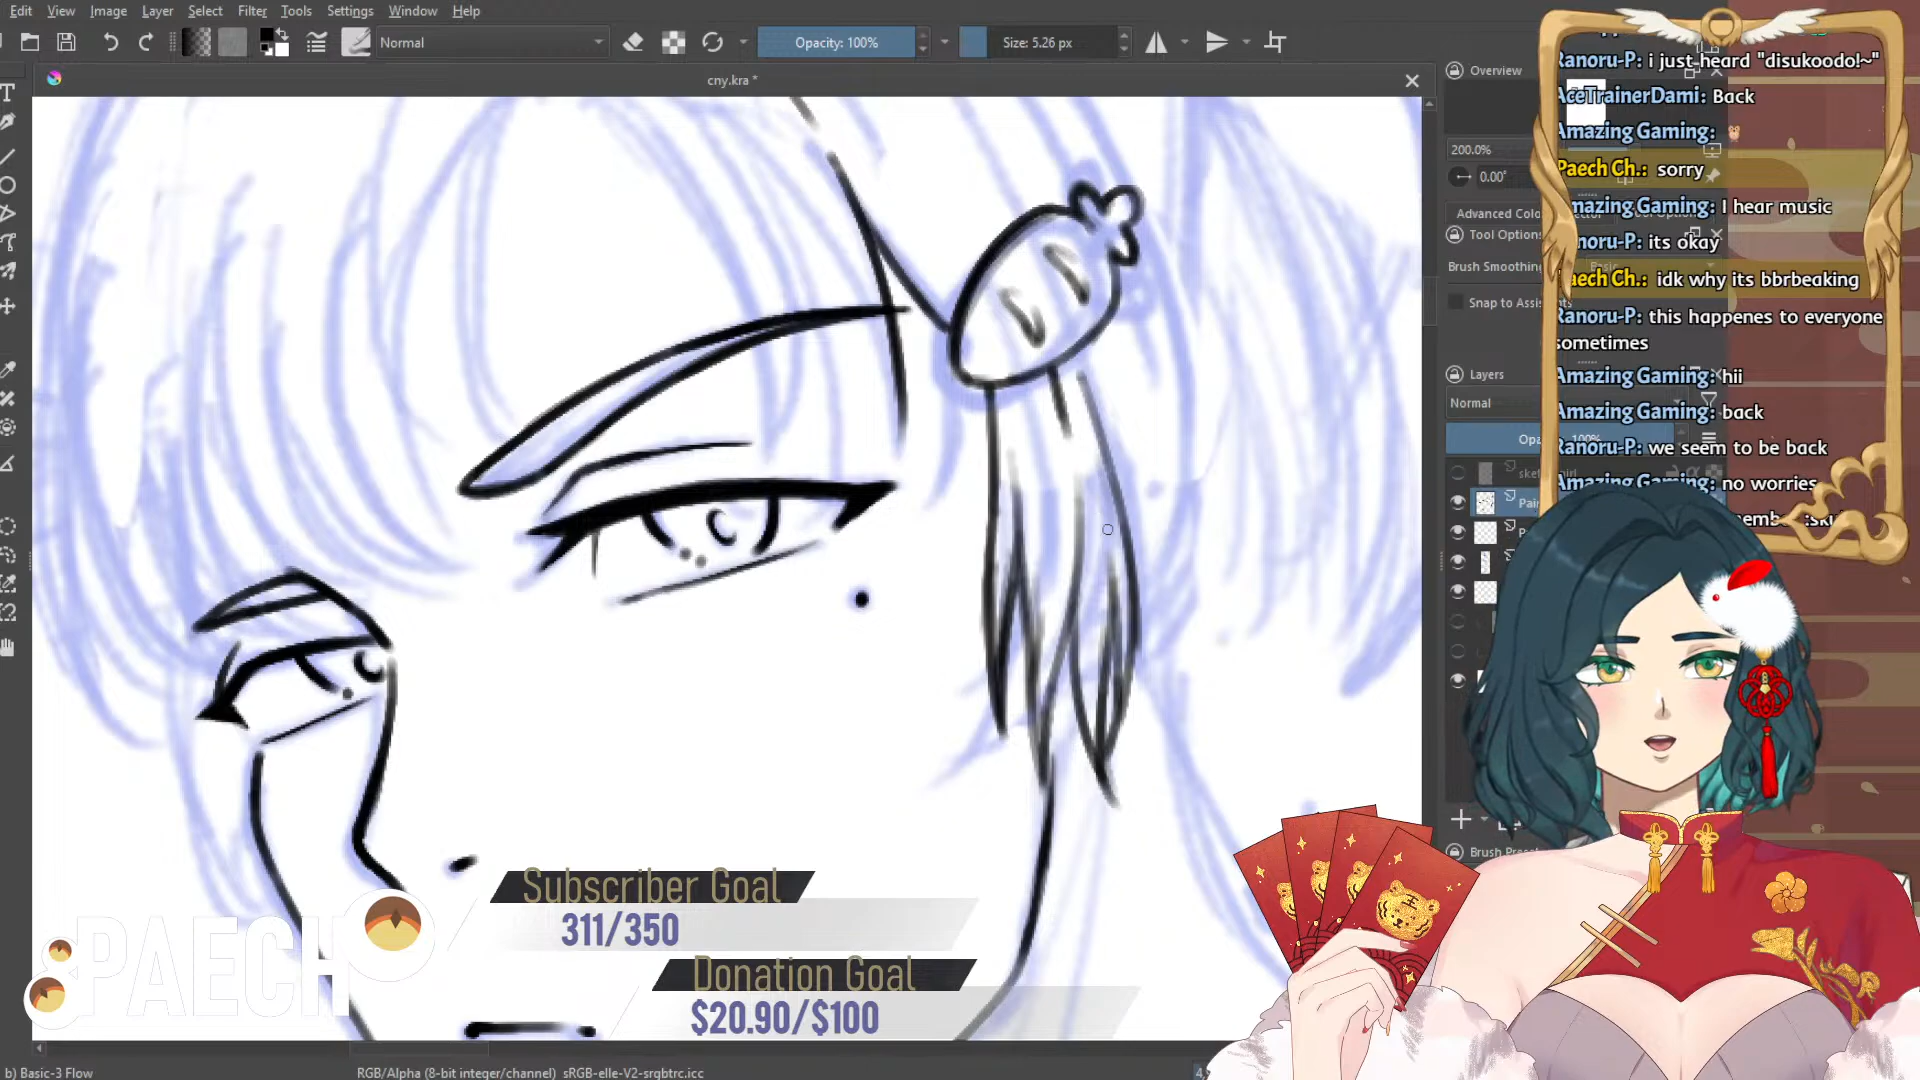 Edit View Image Layer Select Filter Tools Settings Window Help
Normal
Opacity: 100%
Size: 5.26 px
cny.kra *
Overview
200.0%
0.00°
Tool Options
Brush Smoothing:
Snap to Assistants
Layers
Normal
Ranoru-P: i just heard "disukoodo!~"
AceTrainerDami: Back
Amazing Gaming:
Paech Ch.: sorry
Amazing Gaming: I hear music
Ranoru-P: its okay
Paech Ch.: idk why its bbrbeaking
Ranoru-P: this happenes to everyone
sometimes
Amazing Gaming: hii
Amazing Gaming: back
Ranoru-P: we seem to be back
Amazing Gaming: no worries
Subscriber Goal
311/350
Donation Goal
$20.90/$100
PAECH
b) Basic-3 Flow
RGB/Alpha (8-bit integer/channel) sRGB-elle-V2-srgbtrc.icc